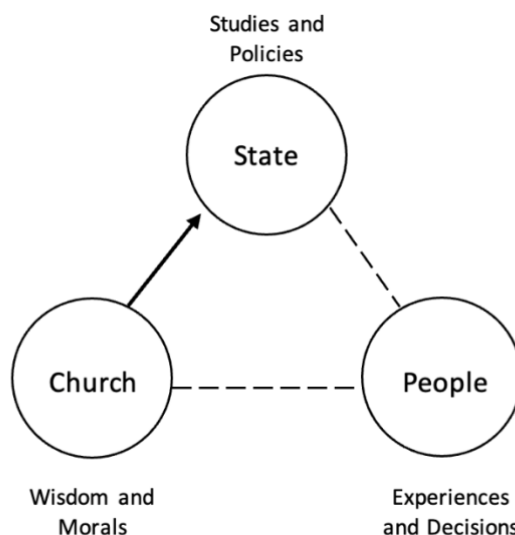 Studies and
Policies
State
Church
People
Wisdom and
Morals
Experiences
and Decisions